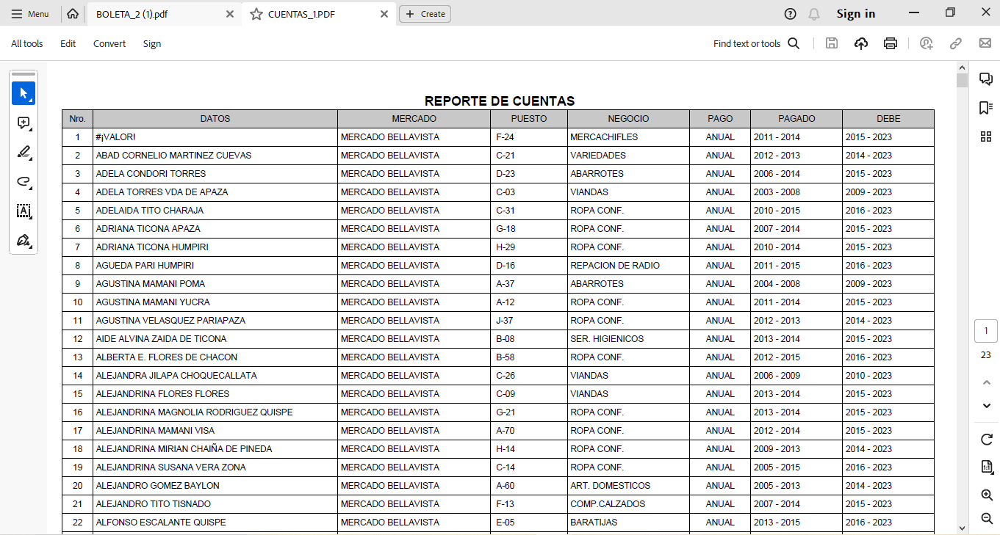 Menu BOLETA_2 (1).pdf CUENTAS_1.PDF Create Sign in
All tools Edit Convert Sign Find text or tools
REPORTE DE CUENTAS
Nro. DATOS MERCADO PUESTO NEGOCIO PAGO PAGADO DEBE
1 #¡VALOR! MERCADO BELLAVISTA F-24 MERCACHIFLES ANUAL 2011 - 2014 2015 - 2023
2 ABAD CORNELIO MARTINEZ CUEVAS MERCADO BELLAVISTA C-21 VARIEDADES ANUAL 2012 - 2013 2014 - 2023
3 ADELA CONDORI TORRES MERCADO BELLAVISTA D-23 ABARROTES ANUAL 2006 - 2014 2015 - 2023
4 ADELA TORRES VDA DE APAZA MERCADO BELLAVISTA C-03 VIANDAS ANUAL 2003 - 2008 2009 - 2023
5 ADELAIDA TITO CHARAJA MERCADO BELLAVISTA C-31 ROPA CONF. ANUAL 2010 - 2015 2016 - 2023
6 ADRIANA TICONA APAZA MERCADO BELLAVISTA G-18 ROPA CONF. ANUAL 2007 - 2014 2015 - 2023
7 ADRIANA TICONA HUMPIRI MERCADO BELLAVISTA H-29 ROPA CONF. ANUAL 2010 - 2014 2015 - 2023
8 AGUEDA PARI HUMPIRI MERCADO BELLAVISTA D-16 REPACION DE RADIO ANUAL 2011 - 2015 2016 - 2023
9 AGUSTINA MAMANI POMA MERCADO BELLAVISTA A-37 ABARROTES ANUAL 2004 - 2008 2009 - 2023
10 AGUSTINA MAMANI YUCRA MERCADO BELLAVISTA A-12 ROPA CONF. ANUAL 2011 - 2014 2015 - 2023
11 AGUSTINA VELASQUEZ PARIAPAZA MERCADO BELLAVISTA J-37 ROPA CONF. ANUAL 2012 - 2013 2014 - 2023
12 AIDE ALVINA ZAIDA DE TICONA MERCADO BELLAVISTA B-08 SER. HIGIENICOS ANUAL 2013 - 2014 2015 - 2023
13 ALBERTA E. FLORES DE CHACON MERCADO BELLAVISTA B-58 ROPA CONF. ANUAL 2012 - 2015 2016 - 2023
14 ALEJANDRA JILAPA CHOQUECALLATA MERCADO BELLAVISTA C-26 VIANDAS ANUAL 2006 - 2009 2010 - 2023
15 ALEJANDRINA FLORES FLORES MERCADO BELLAVISTA C-09 VIANDAS ANUAL 2013 - 2014 2015 - 2023
16 ALEJANDRINA MAGNOLIA RODRIGUEZ QUISPE MERCADO BELLAVISTA G-21 ROPA CONF. ANUAL 2013 - 2014 2015 - 2023
17 ALEJANDRINA MAMANI VISA MERCADO BELLAVISTA A-70 ROPA CONF. ANUAL 2012 - 2014 2015 - 2023
18 ALEJANDRINA MIRIAN CHAIÑA DE PINEDA MERCADO BELLAVISTA H-14 ROPA CONF. ANUAL 2009 - 2013 2014 - 2023
19 ALEJANDRINA SUSANA VERA ZONA MERCADO BELLAVISTA C-14 ROPA CONF. ANUAL 2005 - 2015 2016 - 2023
20 ALEJANDRO GOMEZ BAYLON MERCADO BELLAVISTA A-60 ART. DOMESTICOS ANUAL 2005 - 2013 2014 - 2023
21 ALEJANDRO TITO TISNADO MERCADO BELLAVISTA F-13 COMP.CALZADOS ANUAL 2007 - 2014 2015 - 2023
22 ALFONSO ESCALANTE QUISPE MERCADO BELLAVISTA E-05 BARATIJAS ANUAL 2013 - 2015 2016 - 2023
1
23